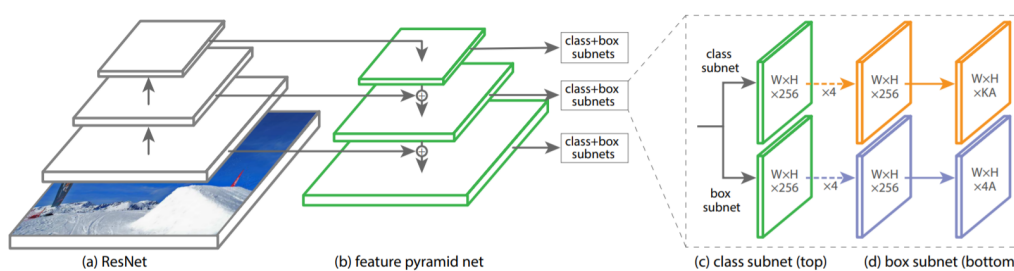 class+box
subnets
class+box
subnets
class+box
subnets
class
subnet
W×H
×256
×4
W×H
×256
W×H
×KA
box
subnet
W×H
×256
×4
W×H
×256
W×H
×4A
(a) ResNet
(b) feature pyramid net
(c) class subnet (top)
(d) box subnet (bottom